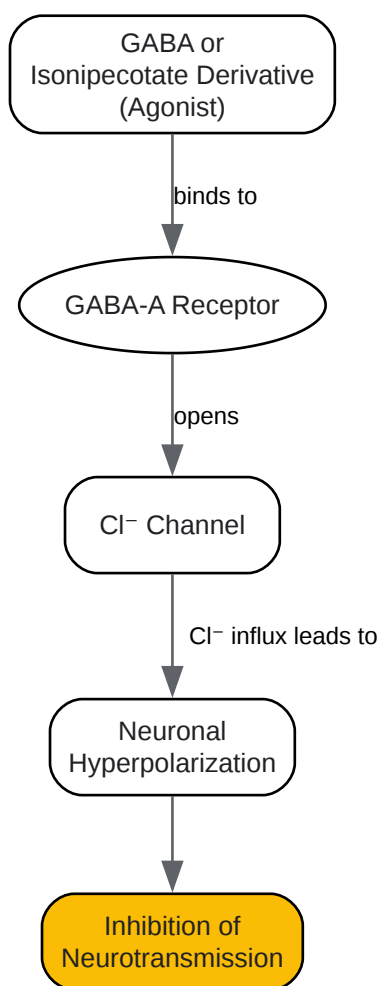 GABA or
Isonipecotate Derivative
(Agonist)
binds to
GABA-A Receptor
opens
Cl⁻ Channel
Cl⁻ influx leads to
Neuronal
Hyperpolarization
Inhibition of
Neurotransmission